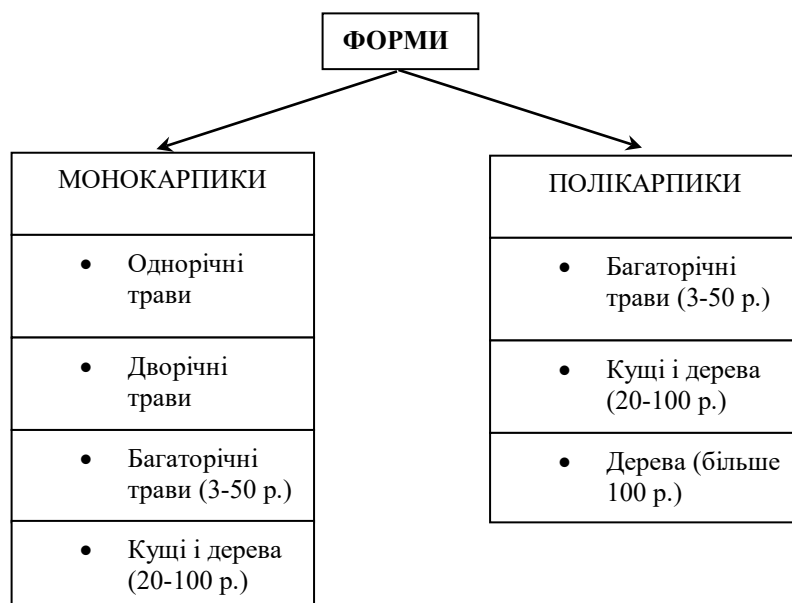 ФОРМИ
МОНОКАРПИКИ
• Однорічні
трави
• Дворічні
трави
• Багаторічні
трави (3-50 р.)
• Кущі і дерева
(20-100 р.)
ПОЛІКАРПИКИ
• Багаторічні
трави (3-50 р.)
• Кущі і дерева
(20-100 р.)
• Дерева (більше
100 р.)